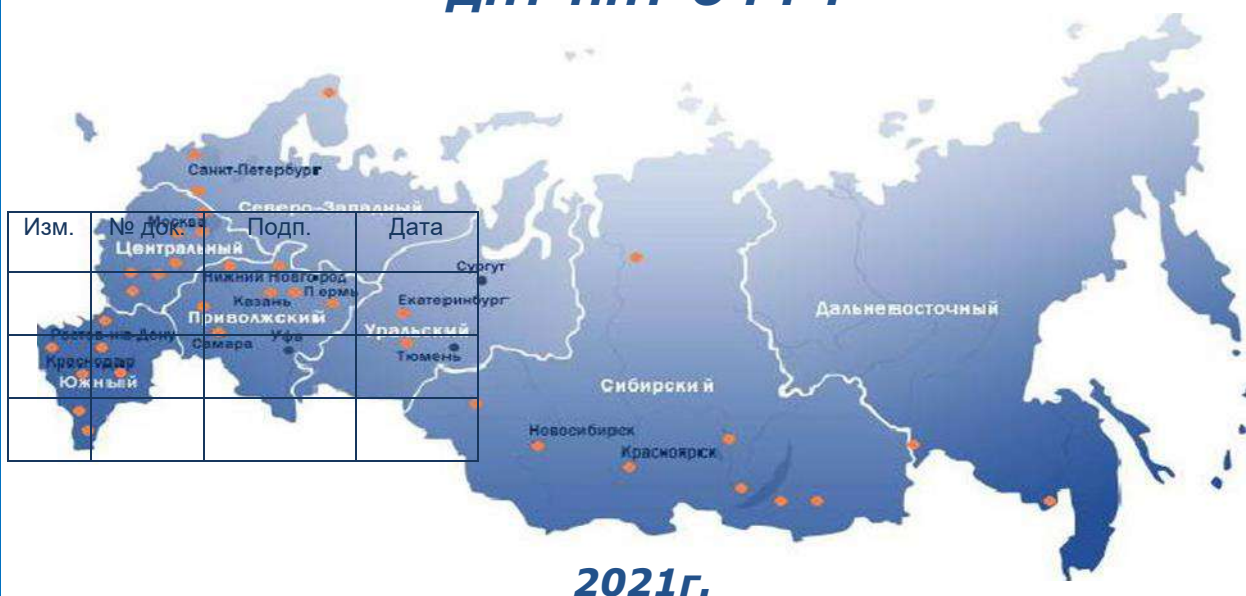 Санкт-Петербург
Северо-Западный
Изм. № док. Подп. Дата
Москва
Центральный
Сургут
Нижний Новгород
Пермь
Казань
Екатеринбург
Дальневосточный
Приволжский
Ростов-на-Дону
Уфа
Уральский
Самара
Тюмень
Краснодар
Южный
Сибирский
Новосибирск
Красноярск
2021г.